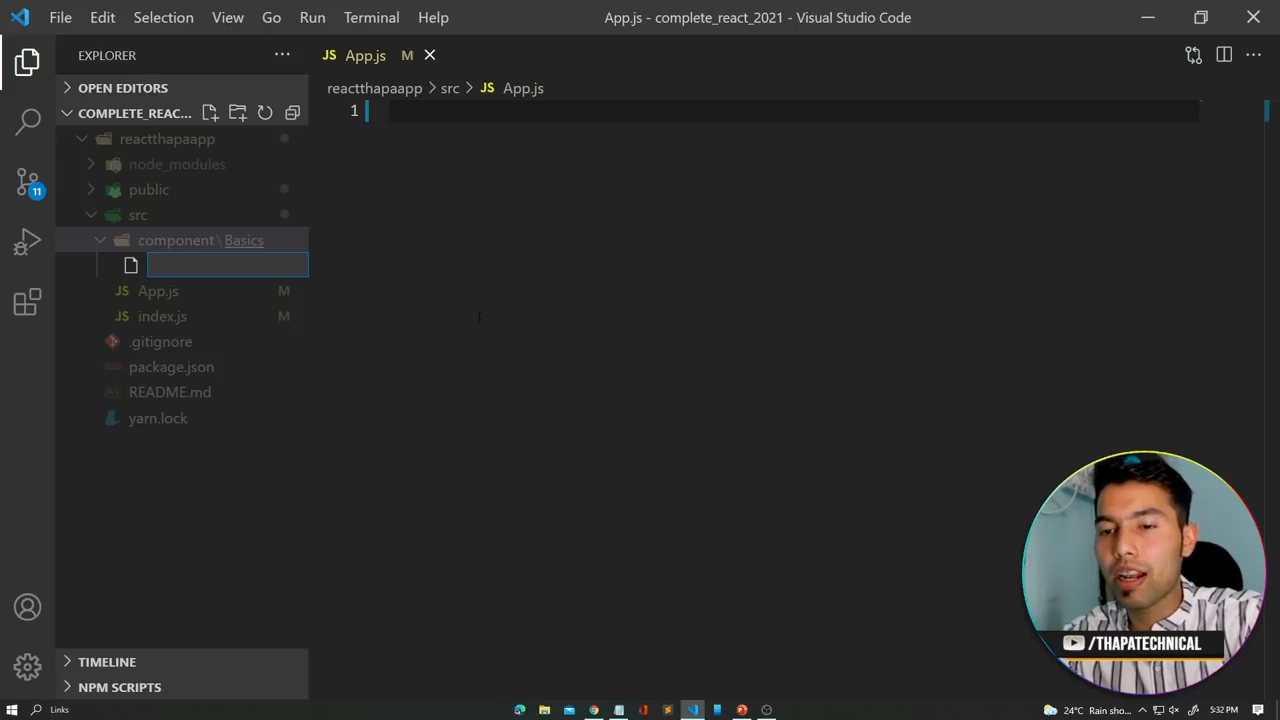 File Edit Selection View Go Run Terminal Help App.js - complete_react_2021 - Visual Studio Code
EXPLORER
App.js M
OPEN EDITORS
reactthapaapp > src > JS App.js
COMPLETE_REAC...
1
reactthapaapp
node_modules
public
src
component\Basics
JS App.js M
JS index.js M
.gitignore
package.json
README.md
yarn.lock
11
/THAPATECHNICAL
TIMELINE
NPM SCRIPTS
Links 24°C Rain sho... 5:32 PM